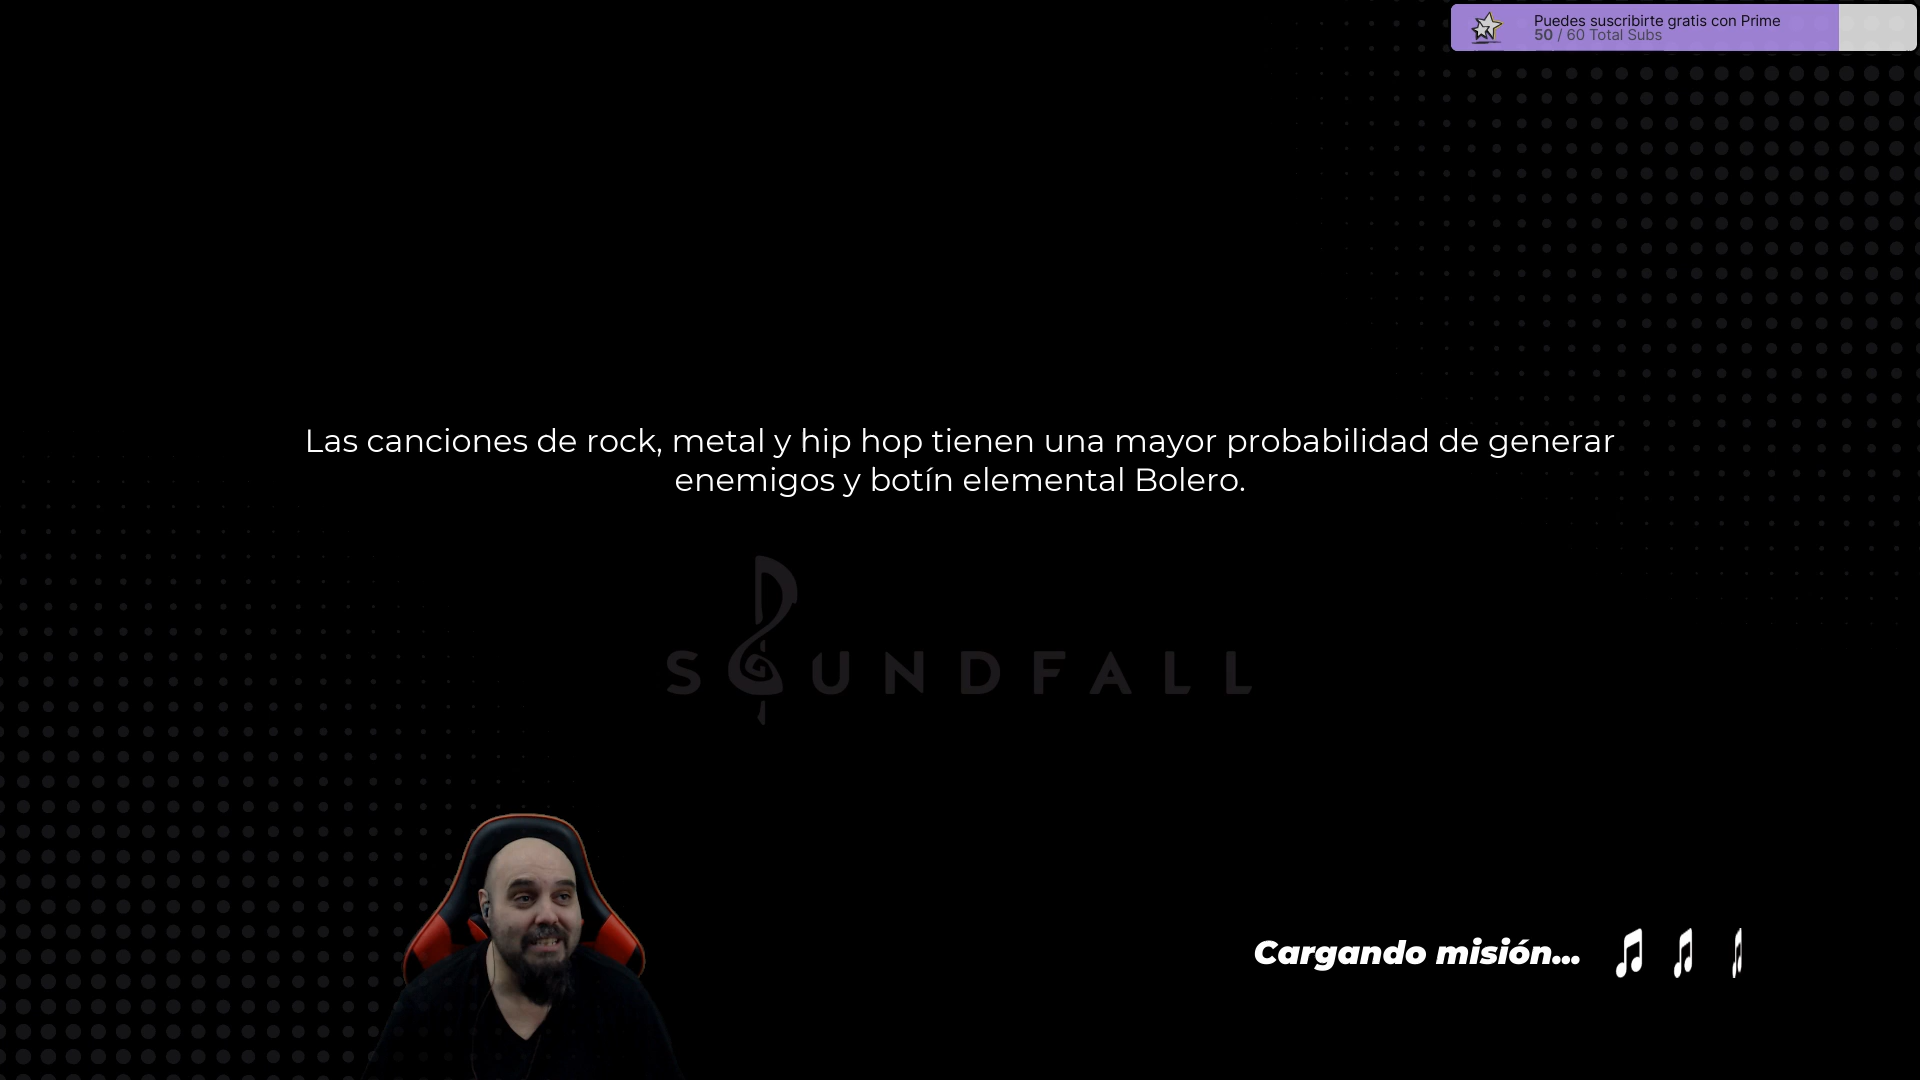 Puedes suscribirte gratis con Prime
50 / 60 Total Subs
Las canciones de rock, metal y hip hop tienen una mayor probabilidad de generar
enemigos y botín elemental Bolero.
SOUNDFALL
Cargando misión...